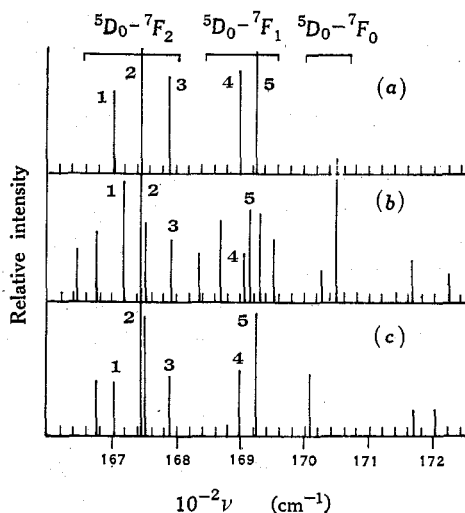 ⁵D₀−⁷F₂ ⁵D₀−⁷F₁ ⁵D₀−⁷F₀
1 2 3 4 5 (a)
1 2 3 4 5 (b)
1 2 3 4 5 (c)
Relative intensity
167 168 169 170 171 172
10⁻²ν (cm⁻¹)